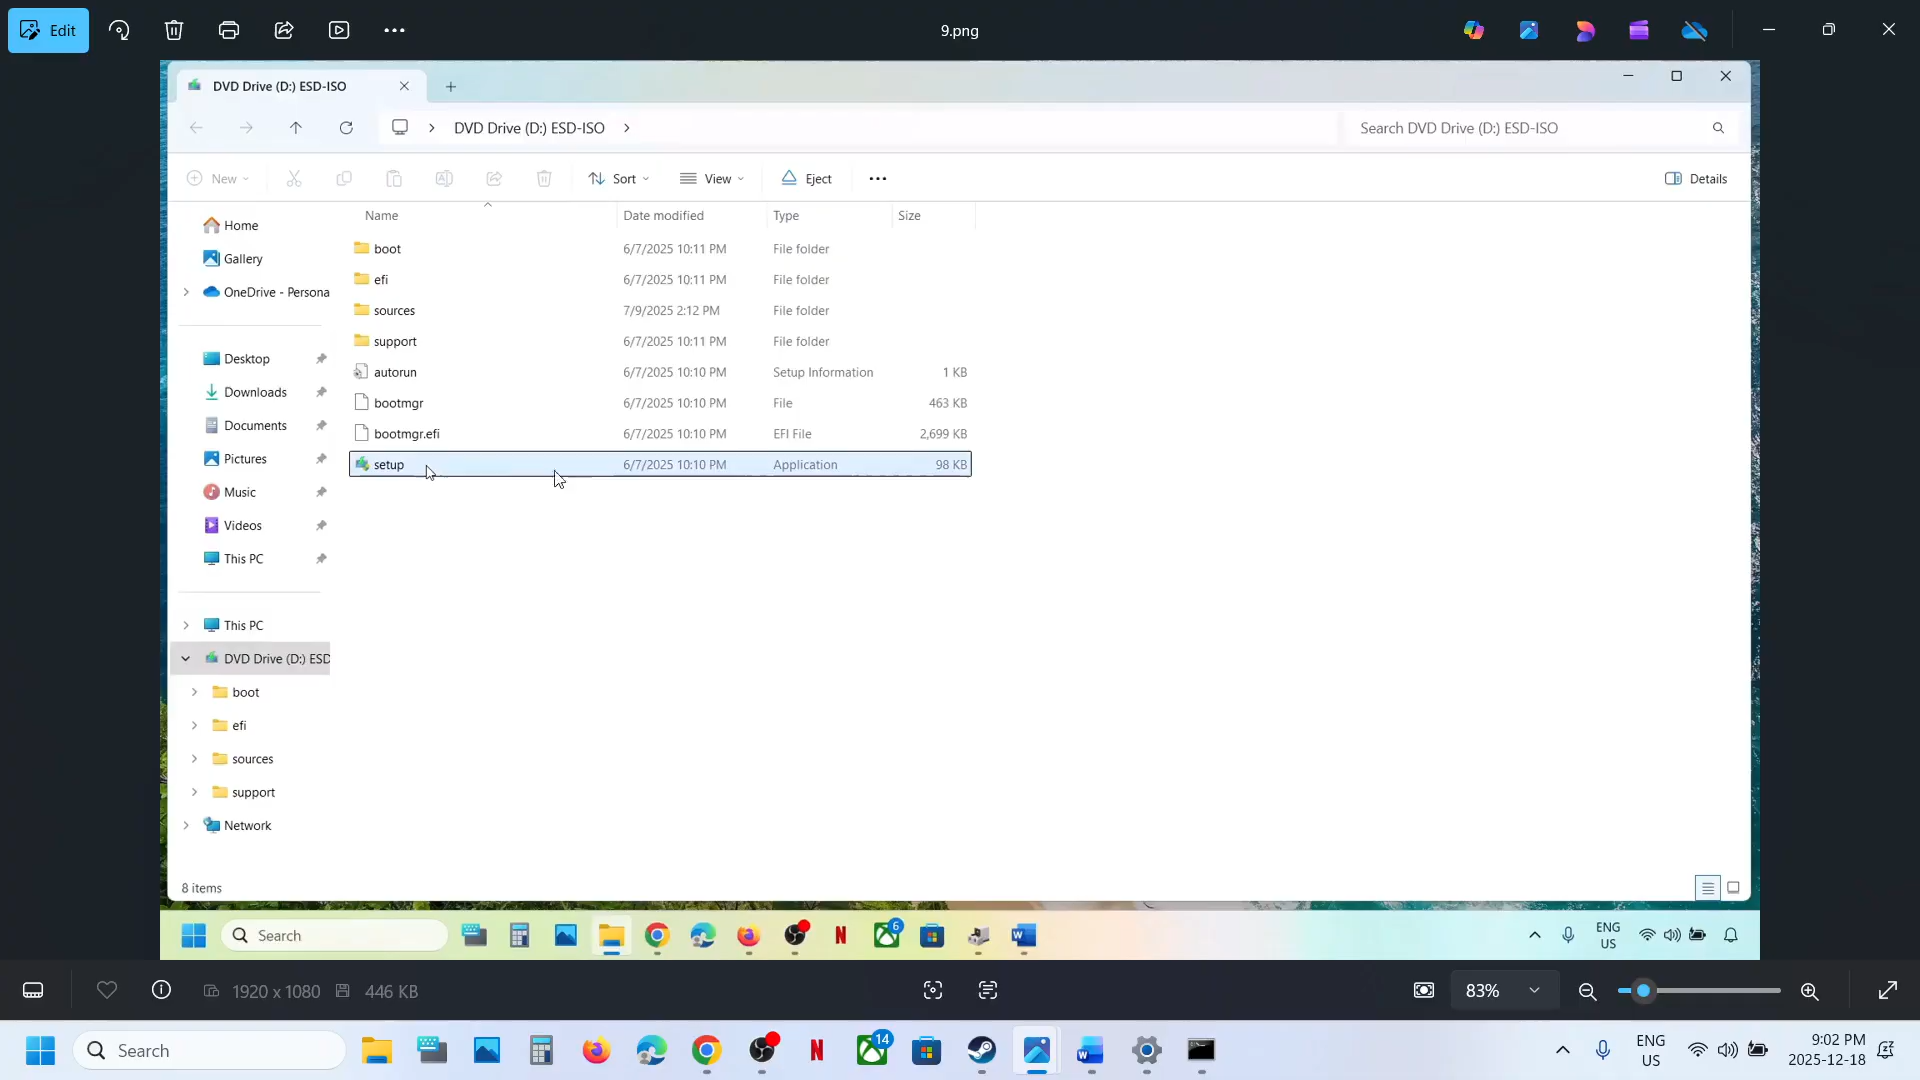 Edit
9.png
DVD Drive (D:) ESD-ISO
DVD Drive (D:) ESD-ISO
Search DVD Drive (D:) ESD-ISO
New
Sort
View
Eject
Details
Name Date modified Type Size
Home
Gallery
OneDrive - Persona
Desktop
Downloads
Documents
Pictures
Music
Videos
This PC
This PC
DVD Drive (D:) ESD
boot
efi
sources
support
Network
boot 6/7/2025 10:11 PM File folder
efi 6/7/2025 10:11 PM File folder
sources 7/9/2025 2:12 PM File folder
support 6/7/2025 10:11 PM File folder
autorun 6/7/2025 10:10 PM Setup Information 1 KB
bootmgr 6/7/2025 10:10 PM File 463 KB
bootmgr.efi 6/7/2025 10:10 PM EFI File 2,699 KB
setup 6/7/2025 10:10 PM Application 98 KB
8 items
Search
6
ENG
US
1920 x 1080
446 KB
83%
Search
14
ENG
US
9:02 PM
2025-12-18